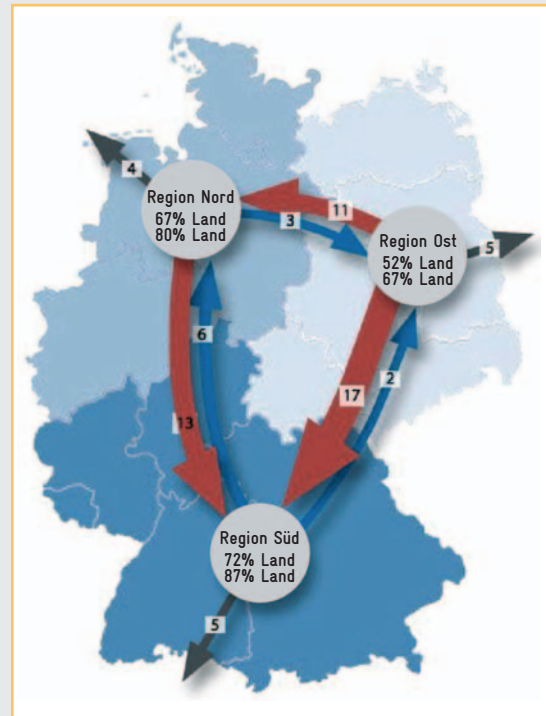 4
Region Nord
67% Land
80% Land
3
11
Region Ost
52% Land
67% Land
5
6
2
17
13
Region Süd
72% Land
87% Land
5